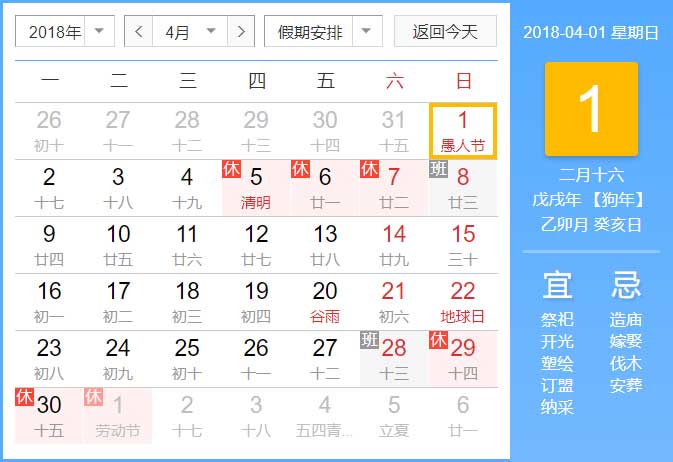 2018年 4月 假期安排 返回今天
一 二 三 四 五 六 日
26 27 28 29 30 31 1
初十 十一 十二 十三 十四 十五 愚人节
休 休 休 班
2 3 4 5 6 7 8
十七 十八 十九 清明 廿一 廿二 廿三
9 10 11 12 13 14 15
廿四 廿五 廿六 廿七 廿八 廿九 三十
16 17 18 19 20 21 22
初一 初二 初三 初四 谷雨 初六 地球日
班 休
23 24 25 26 27 28 29
初八 初九 初十 十一 十二 十三 十四
休 休
30 1 2 3 4 5 6
十五 劳动节 十七 十八 五四青... 立夏 廿一
2018-04-01 星期日
1
二月十六
戊戌年 【狗年】
乙卯月 癸亥日
宜 忌
祭祀 造庙
开光 嫁娶
塑绘 伐木
订盟 安葬
纳采